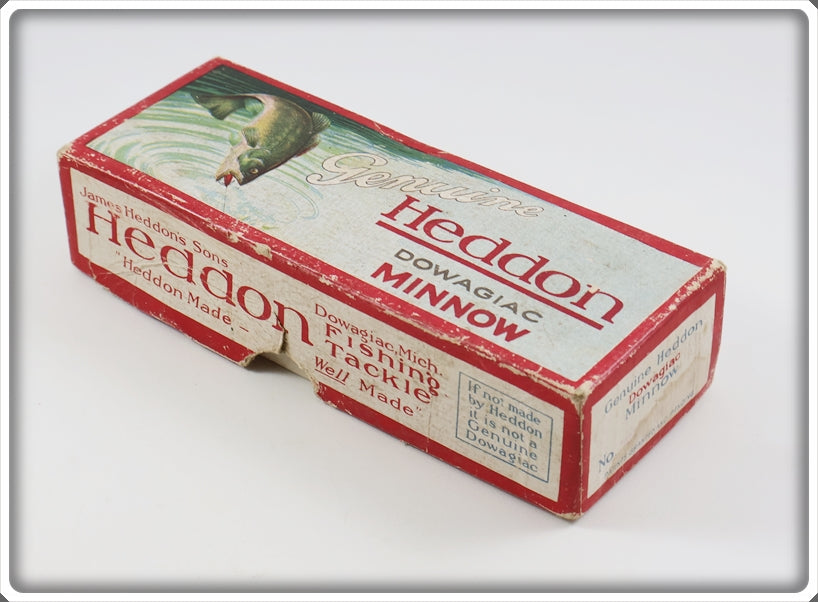 Genuine
Heddon
DOWAGIAC
MINNOW
James Heddon's Sons
Heddon
"Heddon Made -
Dowagiac, Mich.
Fishing
Tackle
Well Made"
If not made
by Heddon
it is not a
Genuine
Dowagiac
Genuine Heddon
Dowagiac
Minnow
No.